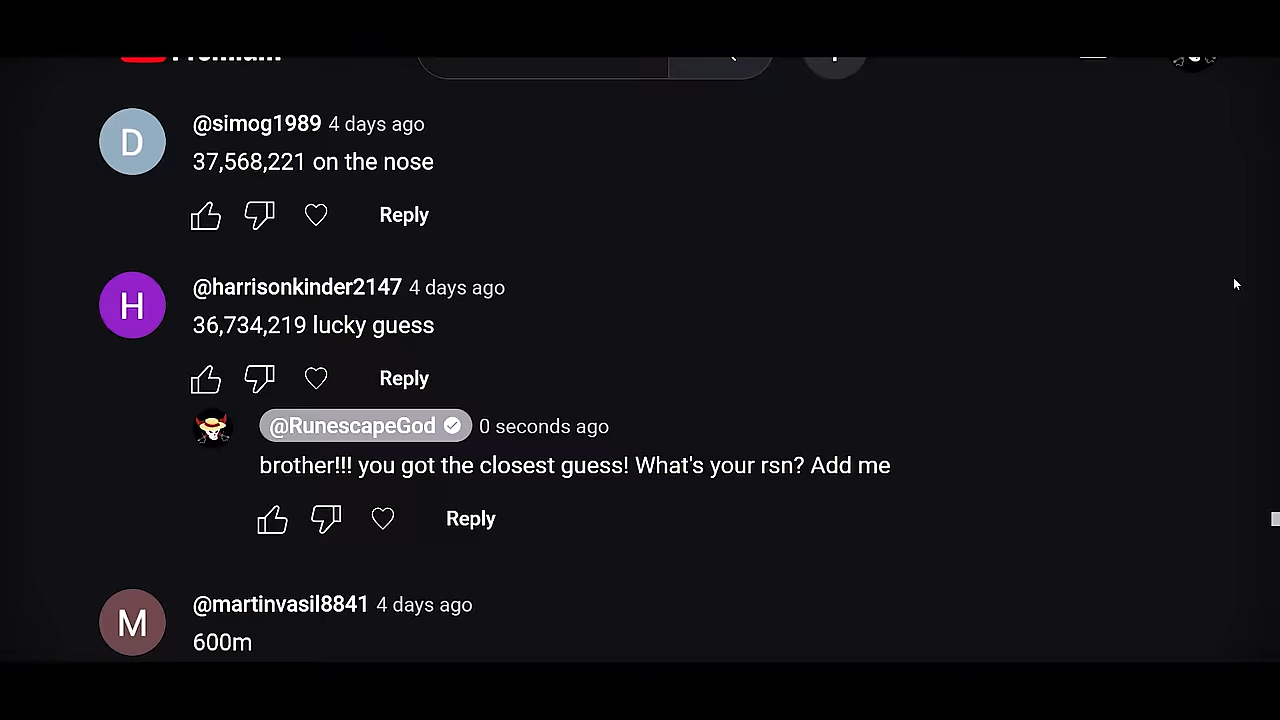 Premium
D
@simog1989 4 days ago
37,568,221 on the nose
Reply
H
@harrisonkinder2147 4 days ago
36,734,219 lucky guess
Reply
@RunescapeGod 0 seconds ago
brother!!! you got the closest guess! What's your rsn? Add me
Reply
M
@martinvasil8841 4 days ago
600m